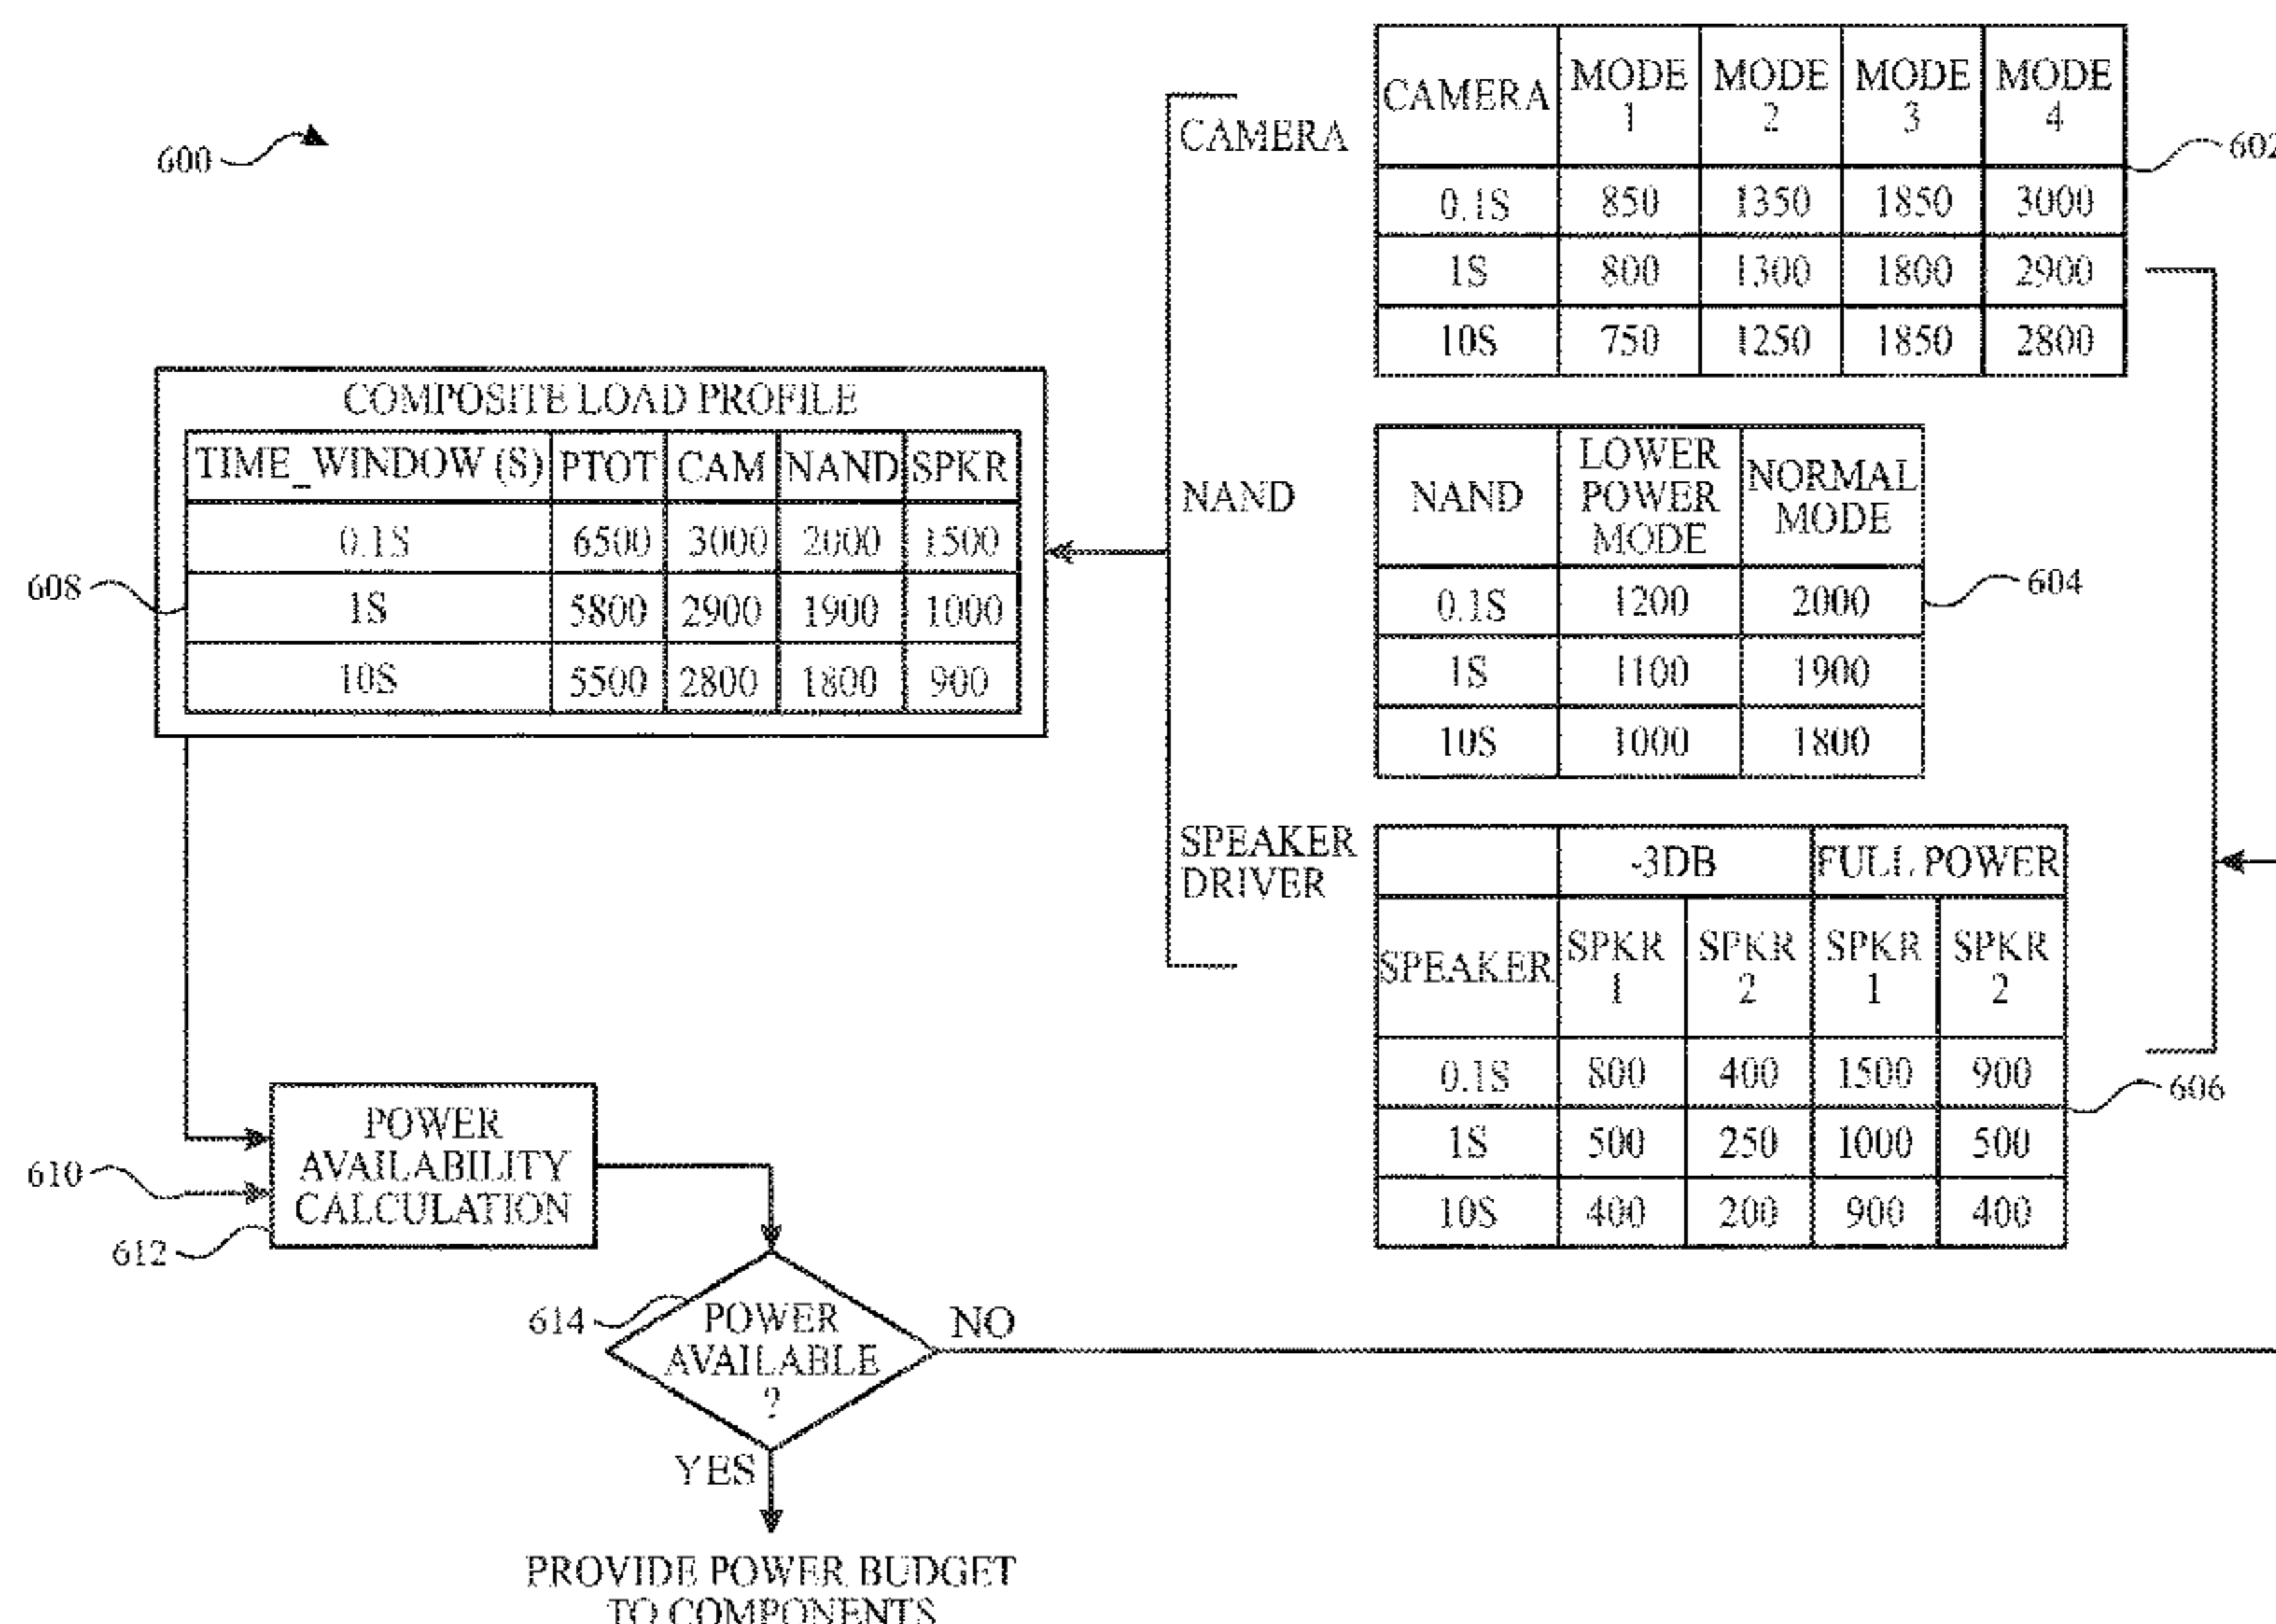 600
CAMERA
CAMERA MODE 1 MODE 2 MODE 3 MODE 4
0.1S 850 1350 1850 3000
1S 800 1300 1800 2900
10S 750 1250 1850 2800
602
COMPOSITE LOAD PROFILE
TIME_WINDOW (S) PTOT CAM NAND SPKR
0.1S 6500 3000 2000 1500
1S 5800 2900 1900 1000
10S 5500 2800 1800 900
608
NAND
NAND LOWER POWER MODE NORMAL MODE
0.1S 1200 2000
1S 1100 1900
10S 1000 1800
604
SPEAKER
DRIVER
-3DB FULL POWER
SPEAKER SPKR 1 SPKR 2 SPKR 1 SPKR 2
0.1S 800 400 1500 900
1S 500 250 1000 500
10S 400 200 900 400
606
POWER
AVAILABILITY
CALCULATION
610
612
614
POWER
AVAILABLE
?
NO
YES
PROVIDE POWER BUDGET
TO COMPONENTS